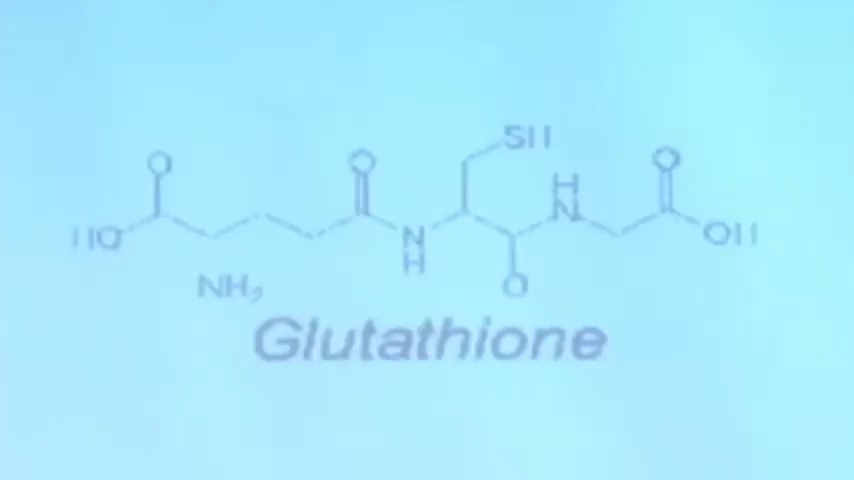 SH
O O H O
HO N N OH
H
NH₂ O
Glutathione